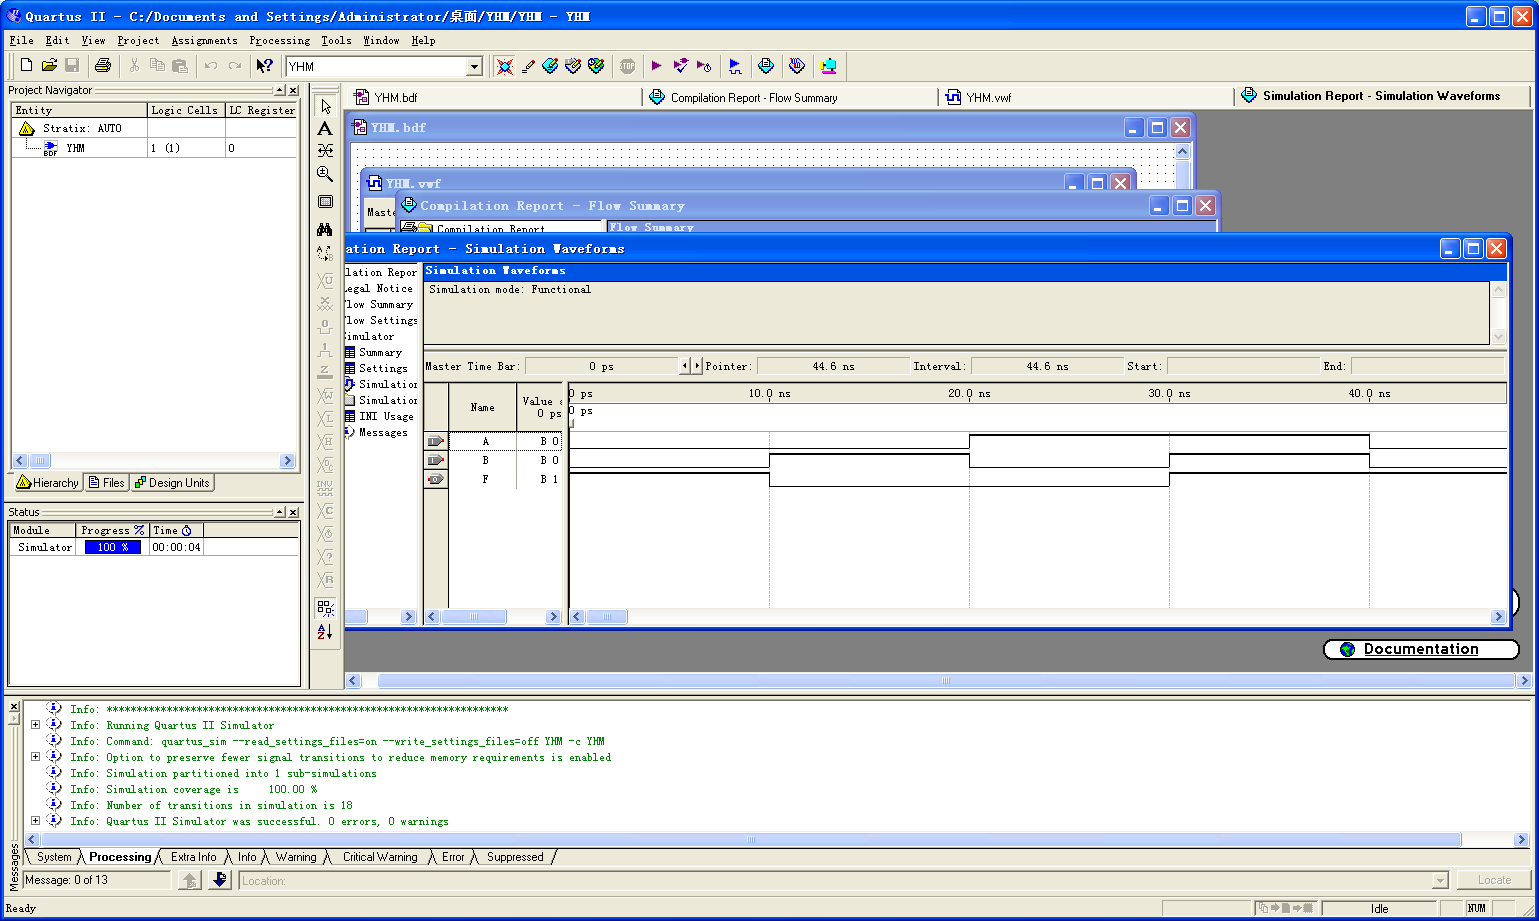 Quartus II - C:/Documents and Settings/Administrator/桌面/YHM/YHM - YHM
File Edit View Project Assignments Processing Tools Window Help
YHM
STOP
Project Navigator
Entity Logic Cells LC Register
Stratix: AUTO
YHM 1 (1) 0
Hierarchy Files Design Units
Status
Module Progress % Time
Simulator 100 % 00:00:04
YHM.bdf Compilation Report - Flow Summary YHM.vwf Simulation Report - Simulation Waveforms
YHM.bdf
YHM.vwf
Maste
Compilation Report - Flow Summary
Compilation Report Flow Summary
ation Report - Simulation Waveforms
lation Repor
egal Notice
low Summary
low Settings
imulator
Summary
Settings
Simulation
Simulation
INI Usage
Messages
Simulation Waveforms
Simulation mode: Functional
Master Time Bar: 0 ps Pointer: 44.6 ns Interval: 44.6 ns Start: End:
Name Value a
0 ps
0 ps 10.0 ns 20.0 ns 30.0 ns 40.0 ns
0 ps
A B 0
B B 0
F B 1
Documentation
Info: *******************************************************************
Info: Running Quartus II Simulator
Info: Command: quartus_sim --read_settings_files=on --write_settings_files=off YHM -c YHM
Info: Option to preserve fewer signal transitions to reduce memory requirements is enabled
Info: Simulation partitioned into 1 sub-simulations
Info: Simulation coverage is 100.00 %
Info: Number of transitions in simulation is 18
Info: Quartus II Simulator was successful. 0 errors, 0 warnings
System Processing Extra Info Info Warning Critical Warning Error Suppressed
Messages
Message: 0 of 13 Location: Locate
Ready Idle NUM